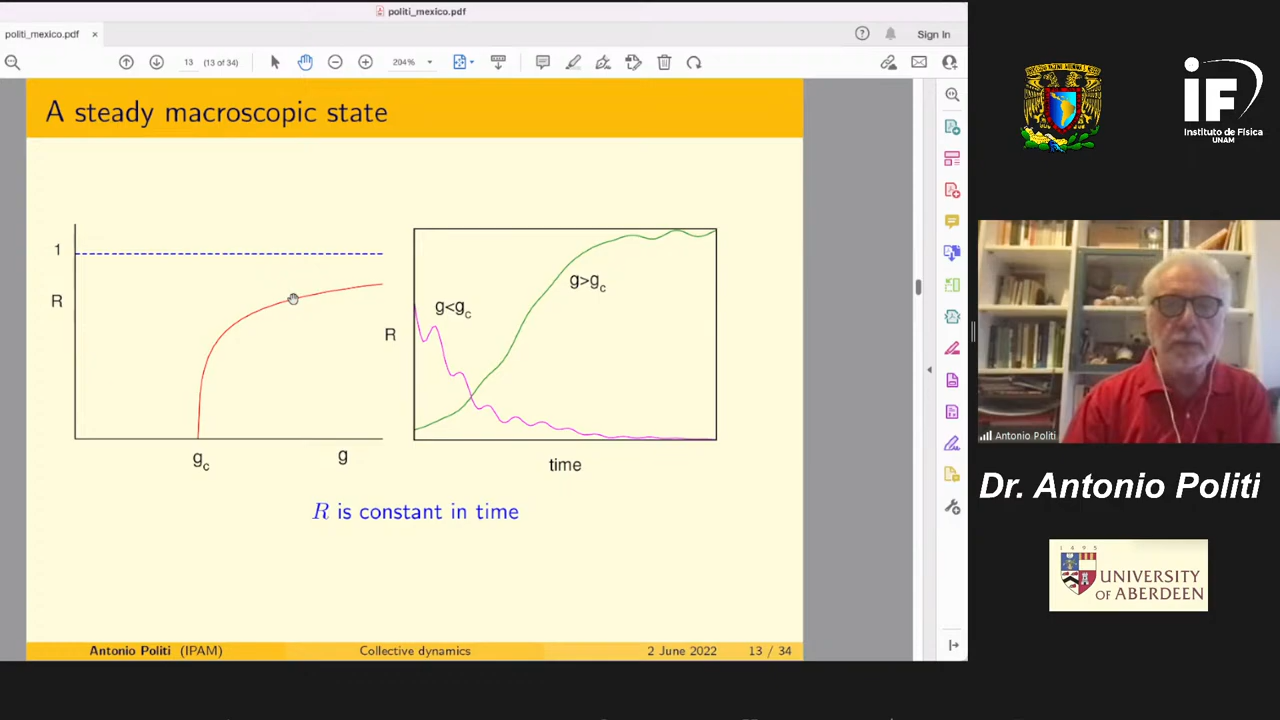 politi_mexico.pdf
politi_mexico.pdf ×
Sign In
13 (13 of 34)
204%
A steady macroscopic state
1
R
g_c
g
R
g<g_c
g>g_c
time
R is constant in time
Antonio Politi (IPAM)
Collective dynamics
2 June 2022
13 / 34
iF
Instituto de Física
UNAM
Antonio Politi
Dr. Antonio Politi
1495
UNIVERSITY
OF ABERDEEN